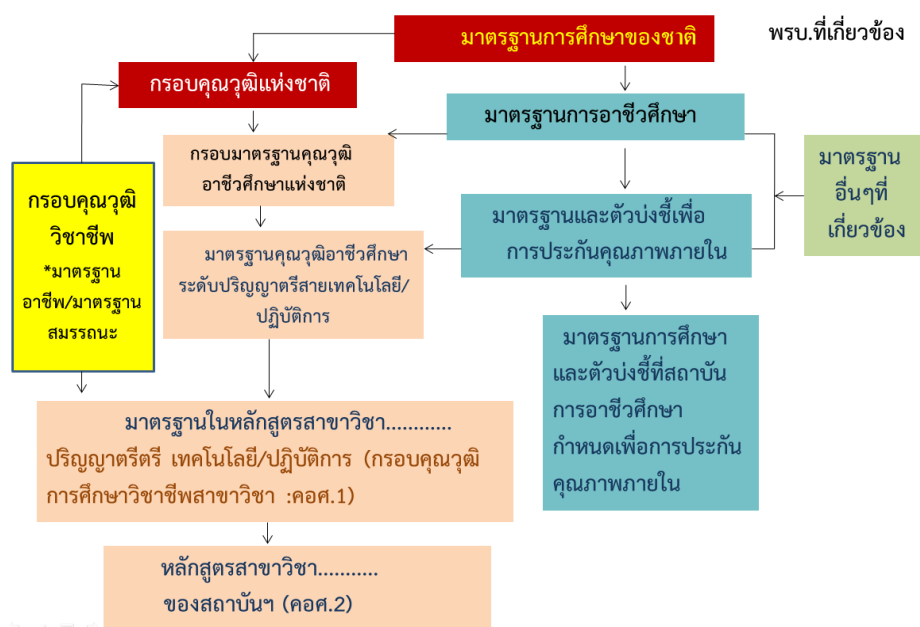 มาตรฐานการศึกษาของชาติ
พรบ.ที่เกี่ยวข้อง
กรอบคุณวุฒิแห่งชาติ
มาตรฐานการอาชีวศึกษา
กรอบมาตรฐานคุณวุฒิ
อาชีวศึกษาแห่งชาติ
มาตรฐาน
อื่นๆที่
เกี่ยวข้อง
กรอบคุณวุฒิ
วิชาชีพ
*มาตรฐาน
อาชีพ/มาตรฐาน
สมรรถนะ
มาตรฐานและตัวบ่งชี้เพื่อ
การประกันคุณภาพภายใน
มาตรฐานคุณวุฒิอาชีวศึกษา
ระดับปริญญาตรีสายเทคโนโลยี/
ปฏิบัติการ
มาตรฐานการศึกษา
และตัวบ่งชี้ที่สถาบัน
การอาชีวศึกษา
กำหนดเพื่อการประกัน
คุณภาพภายใน
มาตรฐานในหลักสูตรสาขาวิชา............
ปริญญาตรีตรี เทคโนโลยี/ปฏิบัติการ (กรอบคุณวุฒิ
การศึกษาวิชาชีพสาขาวิชา :คอศ.1)
หลักสูตรสาขาวิชา...........
ของสถาบันฯ (คอศ.2)